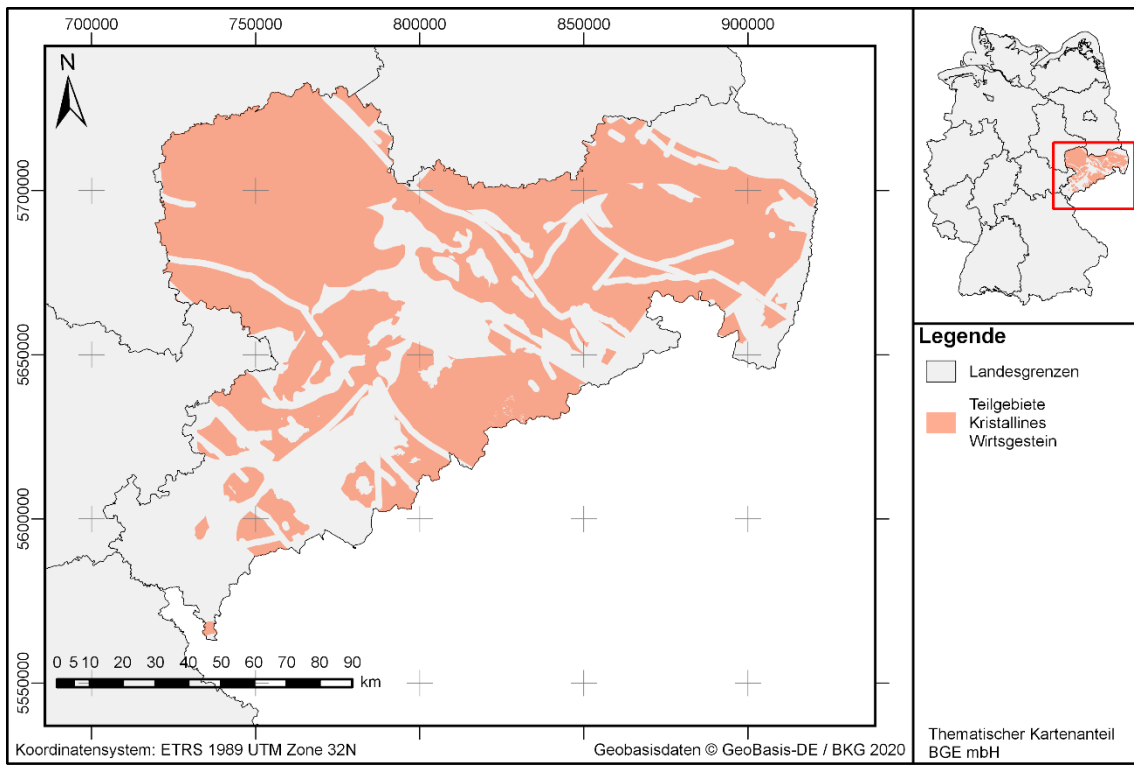 700000 750000 800000 850000 900000
N
5700000
5650000
5600000
5550000
0 5 10 20 30 40 50 60 70 80 90
km
Koordinatensystem: ETRS 1989 UTM Zone 32N
Geobasisdaten © GeoBasis-DE / BKG 2020
Legende
Landesgrenzen
Teilgebiete
Kristallines
Wirtsgestein
Thematischer Kartenanteil
BGE mbH